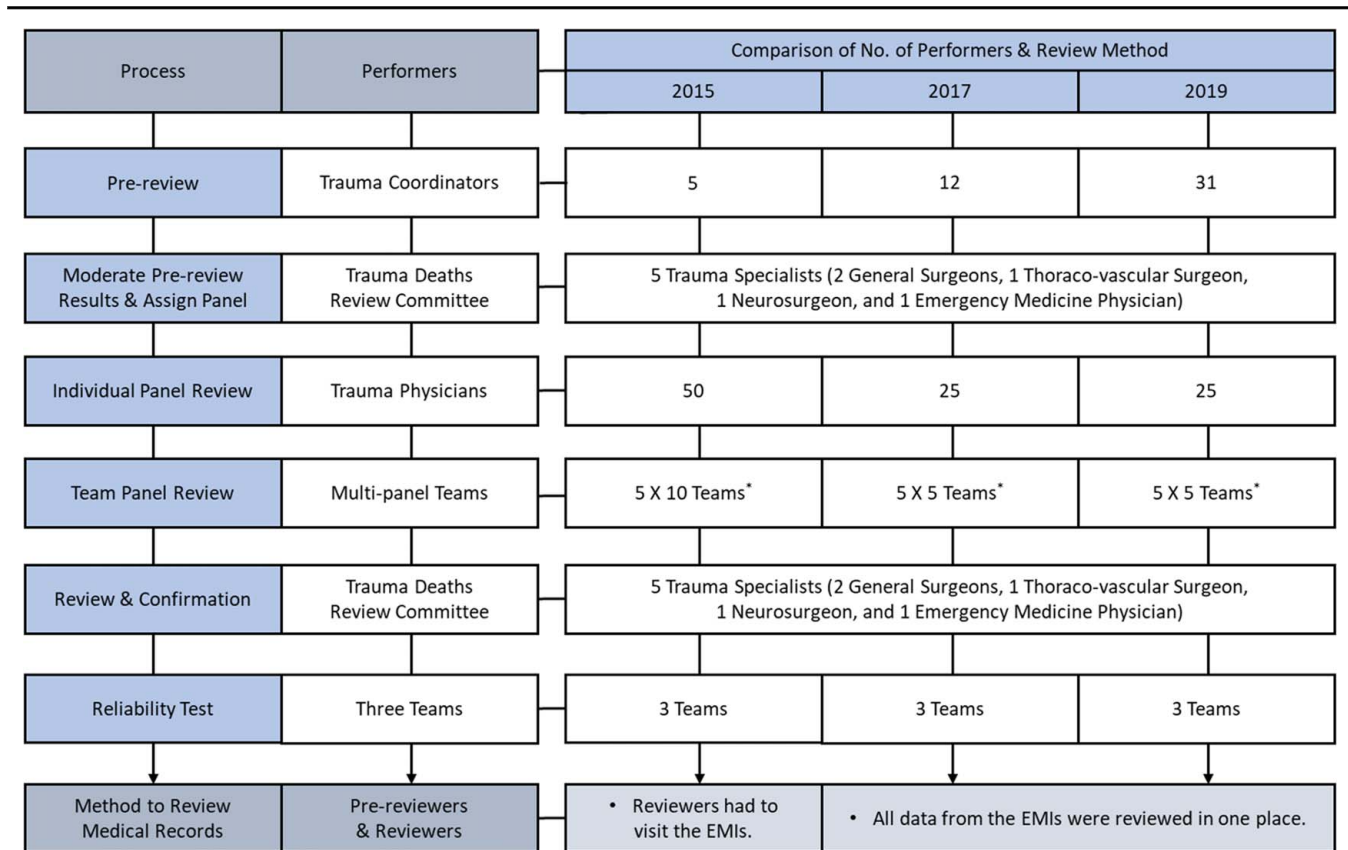 Process
Performers
Comparison of No. of Performers & Review Method
2015
2017
2019
Pre-review
Trauma Coordinators
5
12
31
Moderate Pre-review
Results & Assign Panel
Trauma Deaths
Review Committee
5 Trauma Specialists (2 General Surgeons, 1 Thoraco-vascular Surgeon,
1 Neurosurgeon, and 1 Emergency Medicine Physician)
Individual Panel Review
Trauma Physicians
50
25
25
Team Panel Review
Multi-panel Teams
5 X 10 Teams*
5 X 5 Teams*
5 X 5 Teams*
Review & Confirmation
Trauma Deaths
Review Committee
5 Trauma Specialists (2 General Surgeons, 1 Thoraco-vascular Surgeon,
1 Neurosurgeon, and 1 Emergency Medicine Physician)
Reliability Test
Three Teams
3 Teams
3 Teams
3 Teams
Method to Review
Medical Records
Pre-reviewers
& Reviewers
• Reviewers had to
visit the EMIs.
• All data from the EMIs were reviewed in one place.